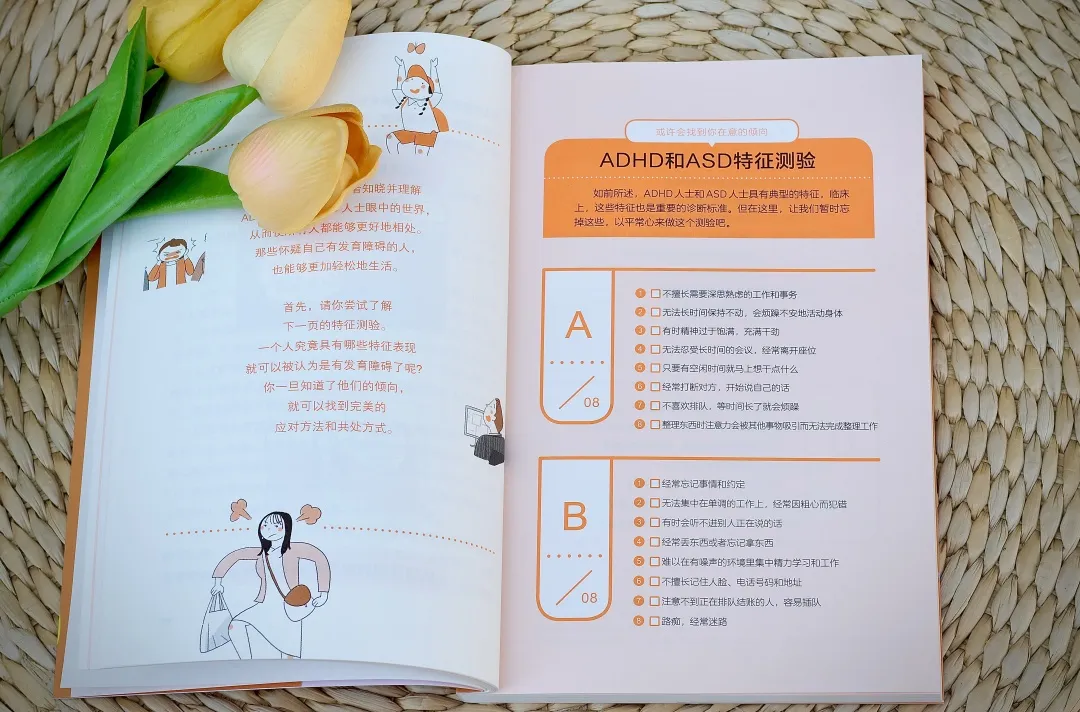 知晓并理解
人士眼中的世界，
人都能够更好地相处。
那些怀疑自己有发育障碍的人，
也能够更加轻松地生活。
首先，请你尝试了解
下一页的特征测验。
一个人究竟具有哪些特征表现
就可以被认为是有发育障碍了呢?
你一旦知道了他们的倾向，
就可以找到完美的
应对方法和共处方式。
或许会找到你在意的倾向
ADHD和ASD特征测验
如前所述，ADHD人士和ASD人士具有典型的特征，临床
上，这些特征也是重要的诊断标准。但在这里，让我们暂时忘
掉这些，以平常心来做这个测验吧。
A
08
1 不擅长需要深思熟虑的工作和事务
2 无法长时间保持不动，会烦躁不安地活动身体
3 有时精神过于饱满，充满干劲
4 无法忍受长时间的会议，经常离开座位
5 只要有空闲时间就马上想干点什么
6 经常打断对方，开始说自己的话
7 不喜欢排队，等时间长了就会烦躁
8 整理东西时注意力会被其他事物吸引而无法完成整理工作
B
08
1 经常忘记事情和约定
2 无法集中在单调的工作上，经常因粗心而犯错
3 有时会听不进别人正在说的话
4 经常丢东西或者忘记拿东西
5 难以在有噪声的环境里集中精力学习和工作
6 不擅长记住人脸、电话号码和地址
7 注意不到正在排队结账的人，容易插队
8 路痴，经常迷路